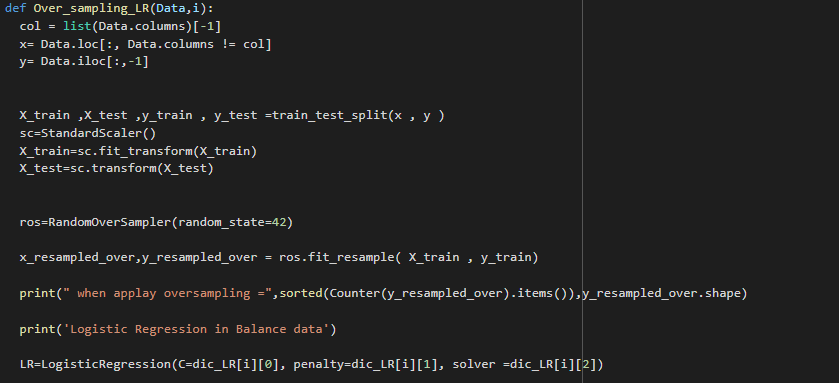 def Over_sampling_LR(Data,i):
  col = list(Data.columns)[-1]
  x= Data.loc[:, Data.columns != col]
  y= Data.iloc[:,-1]
  X_train ,X_test ,y_train , y_test =train_test_split(x , y )
  sc=StandardScaler()
  X_train=sc.fit_transform(X_train)
  X_test=sc.transform(X_test)
  ros=RandomOverSampler(random_state=42)
  x_resampled_over,y_resampled_over = ros.fit_resample( X_train , y_train)
  print(" when applay oversampling =",sorted(Counter(y_resampled_over).items()),y_resampled_over.shape)
  print('Logistic Regression in Balance data')
  LR=LogisticRegression(C=dic_LR[i][0], penalty=dic_LR[i][1], solver =dic_LR[i][2])